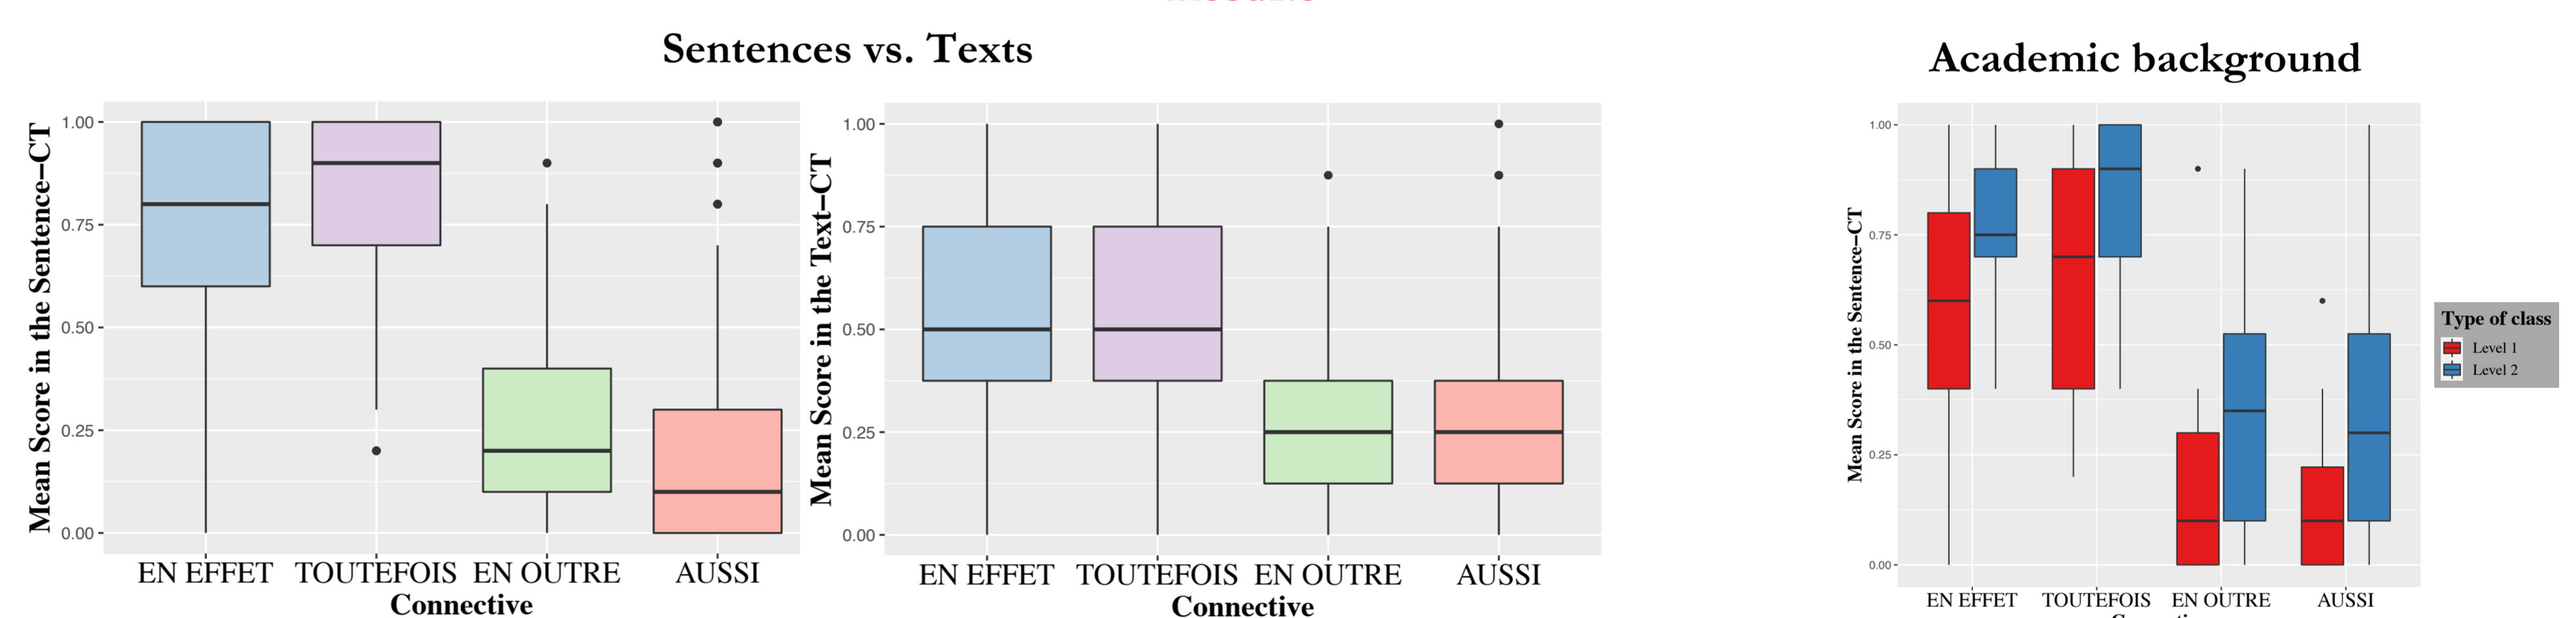 Sentences vs. Texts
Academic background
Mean Score in the Sentence–CT
1.00
0.75
0.50
0.25
0.00
EN EFFET TOUTEFOIS EN OUTRE AUSSI
Connective
Mean Score in the Text–CT
1.00
0.75
0.50
0.25
0.00
EN EFFET TOUTEFOIS EN OUTRE AUSSI
Connective
Mean Score in the Sentence–CT
1.00
0.75
0.50
0.25
0.00
EN EFFET TOUTEFOIS EN OUTRE AUSSI
Type of class
Level 1
Level 2